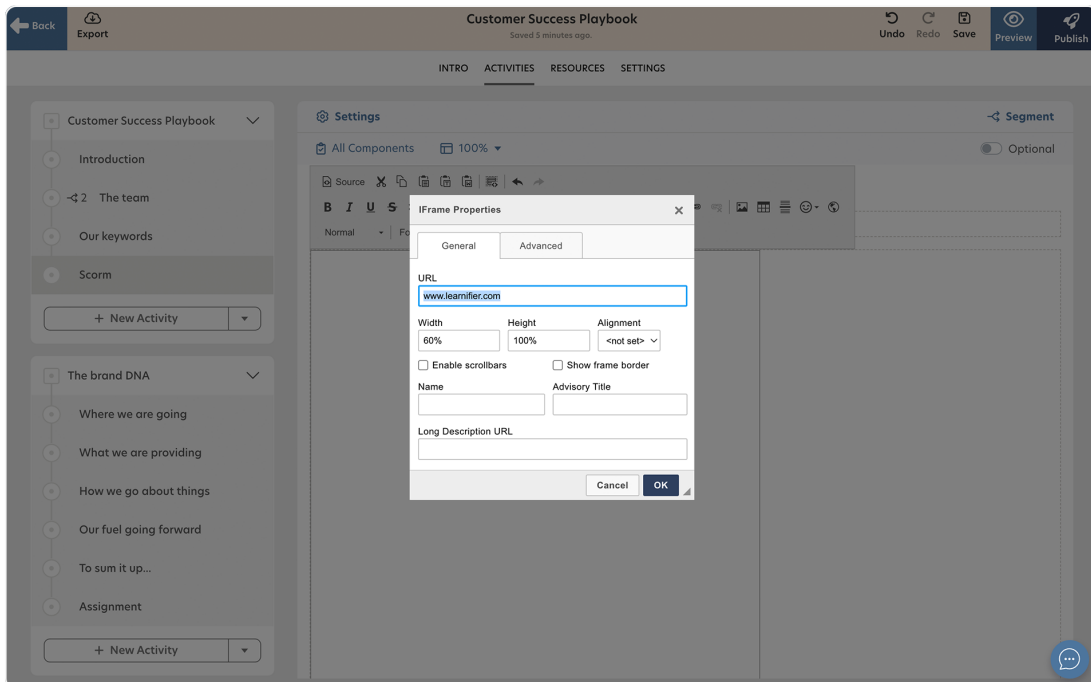 Back
Export
Customer Success Playbook
Saved 5 minutes ago.
Undo
Redo
Save
Preview
Publish
INTRO ACTIVITIES RESOURCES SETTINGS
Customer Success Playbook
Introduction
2 The team
Our keywords
Scorm
+ New Activity
The brand DNA
Where we are going
What we are providing
How we go about things
Our fuel going forward
To sum it up...
Assignment
+ New Activity
Settings
Segment
All Components 100%
Optional
Source
B I U S
Normal Fo
IFrame Properties
General Advanced
URL
www.learnifier.com
Width Height Alignment
60% 100% <not set>
Enable scrollbars Show frame border
Name Advisory Title
Long Description URL
Cancel OK